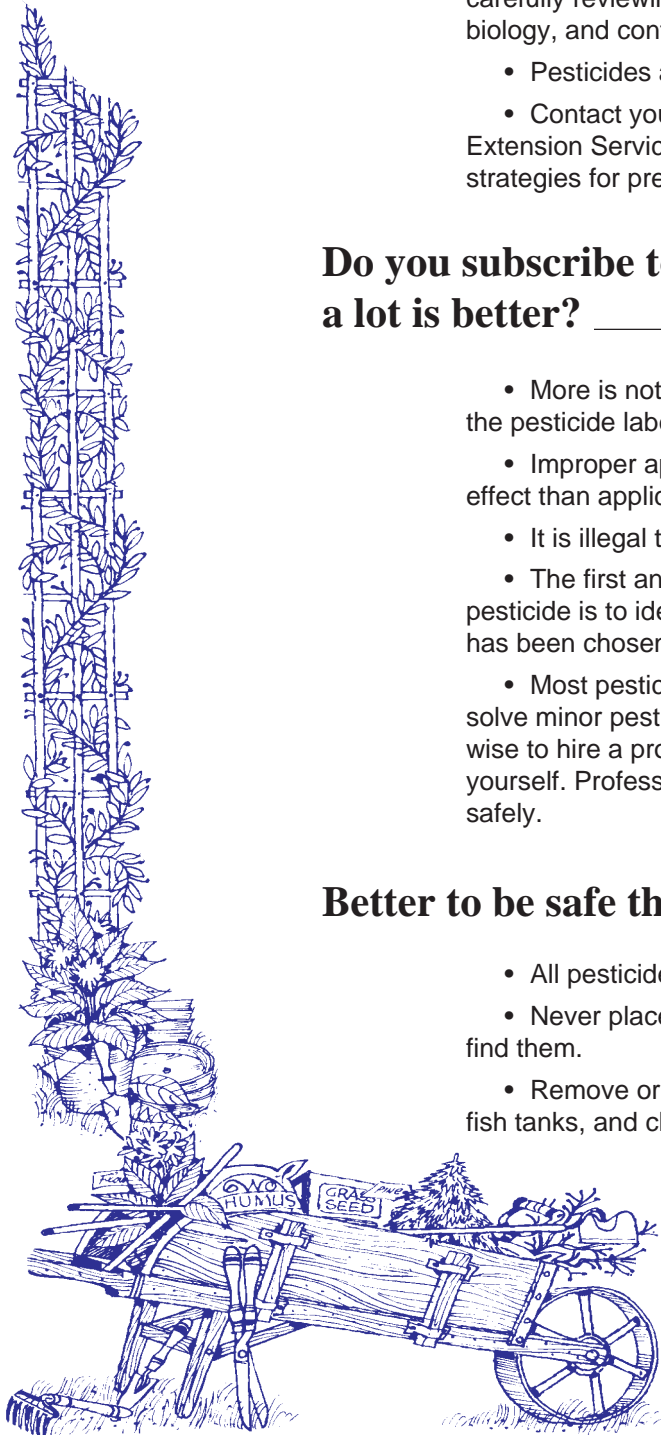 carefully reviewin
biology, and con
• Pesticides a
• Contact you
Extension Servic
strategies for pre
Do you subscribe t
a lot is better?
• More is not
the pesticide labe
• Improper ap
effect than applic
• It is illegal t
• The first an
pesticide is to ide
has been choser
• Most pestic
solve minor pest
wise to hire a pro
yourself. Profess
safely.
Better to be safe th
• All pesticide
• Never place
find them.
• Remove or
fish tanks, and cl
HUMUS
GRAS
SEED